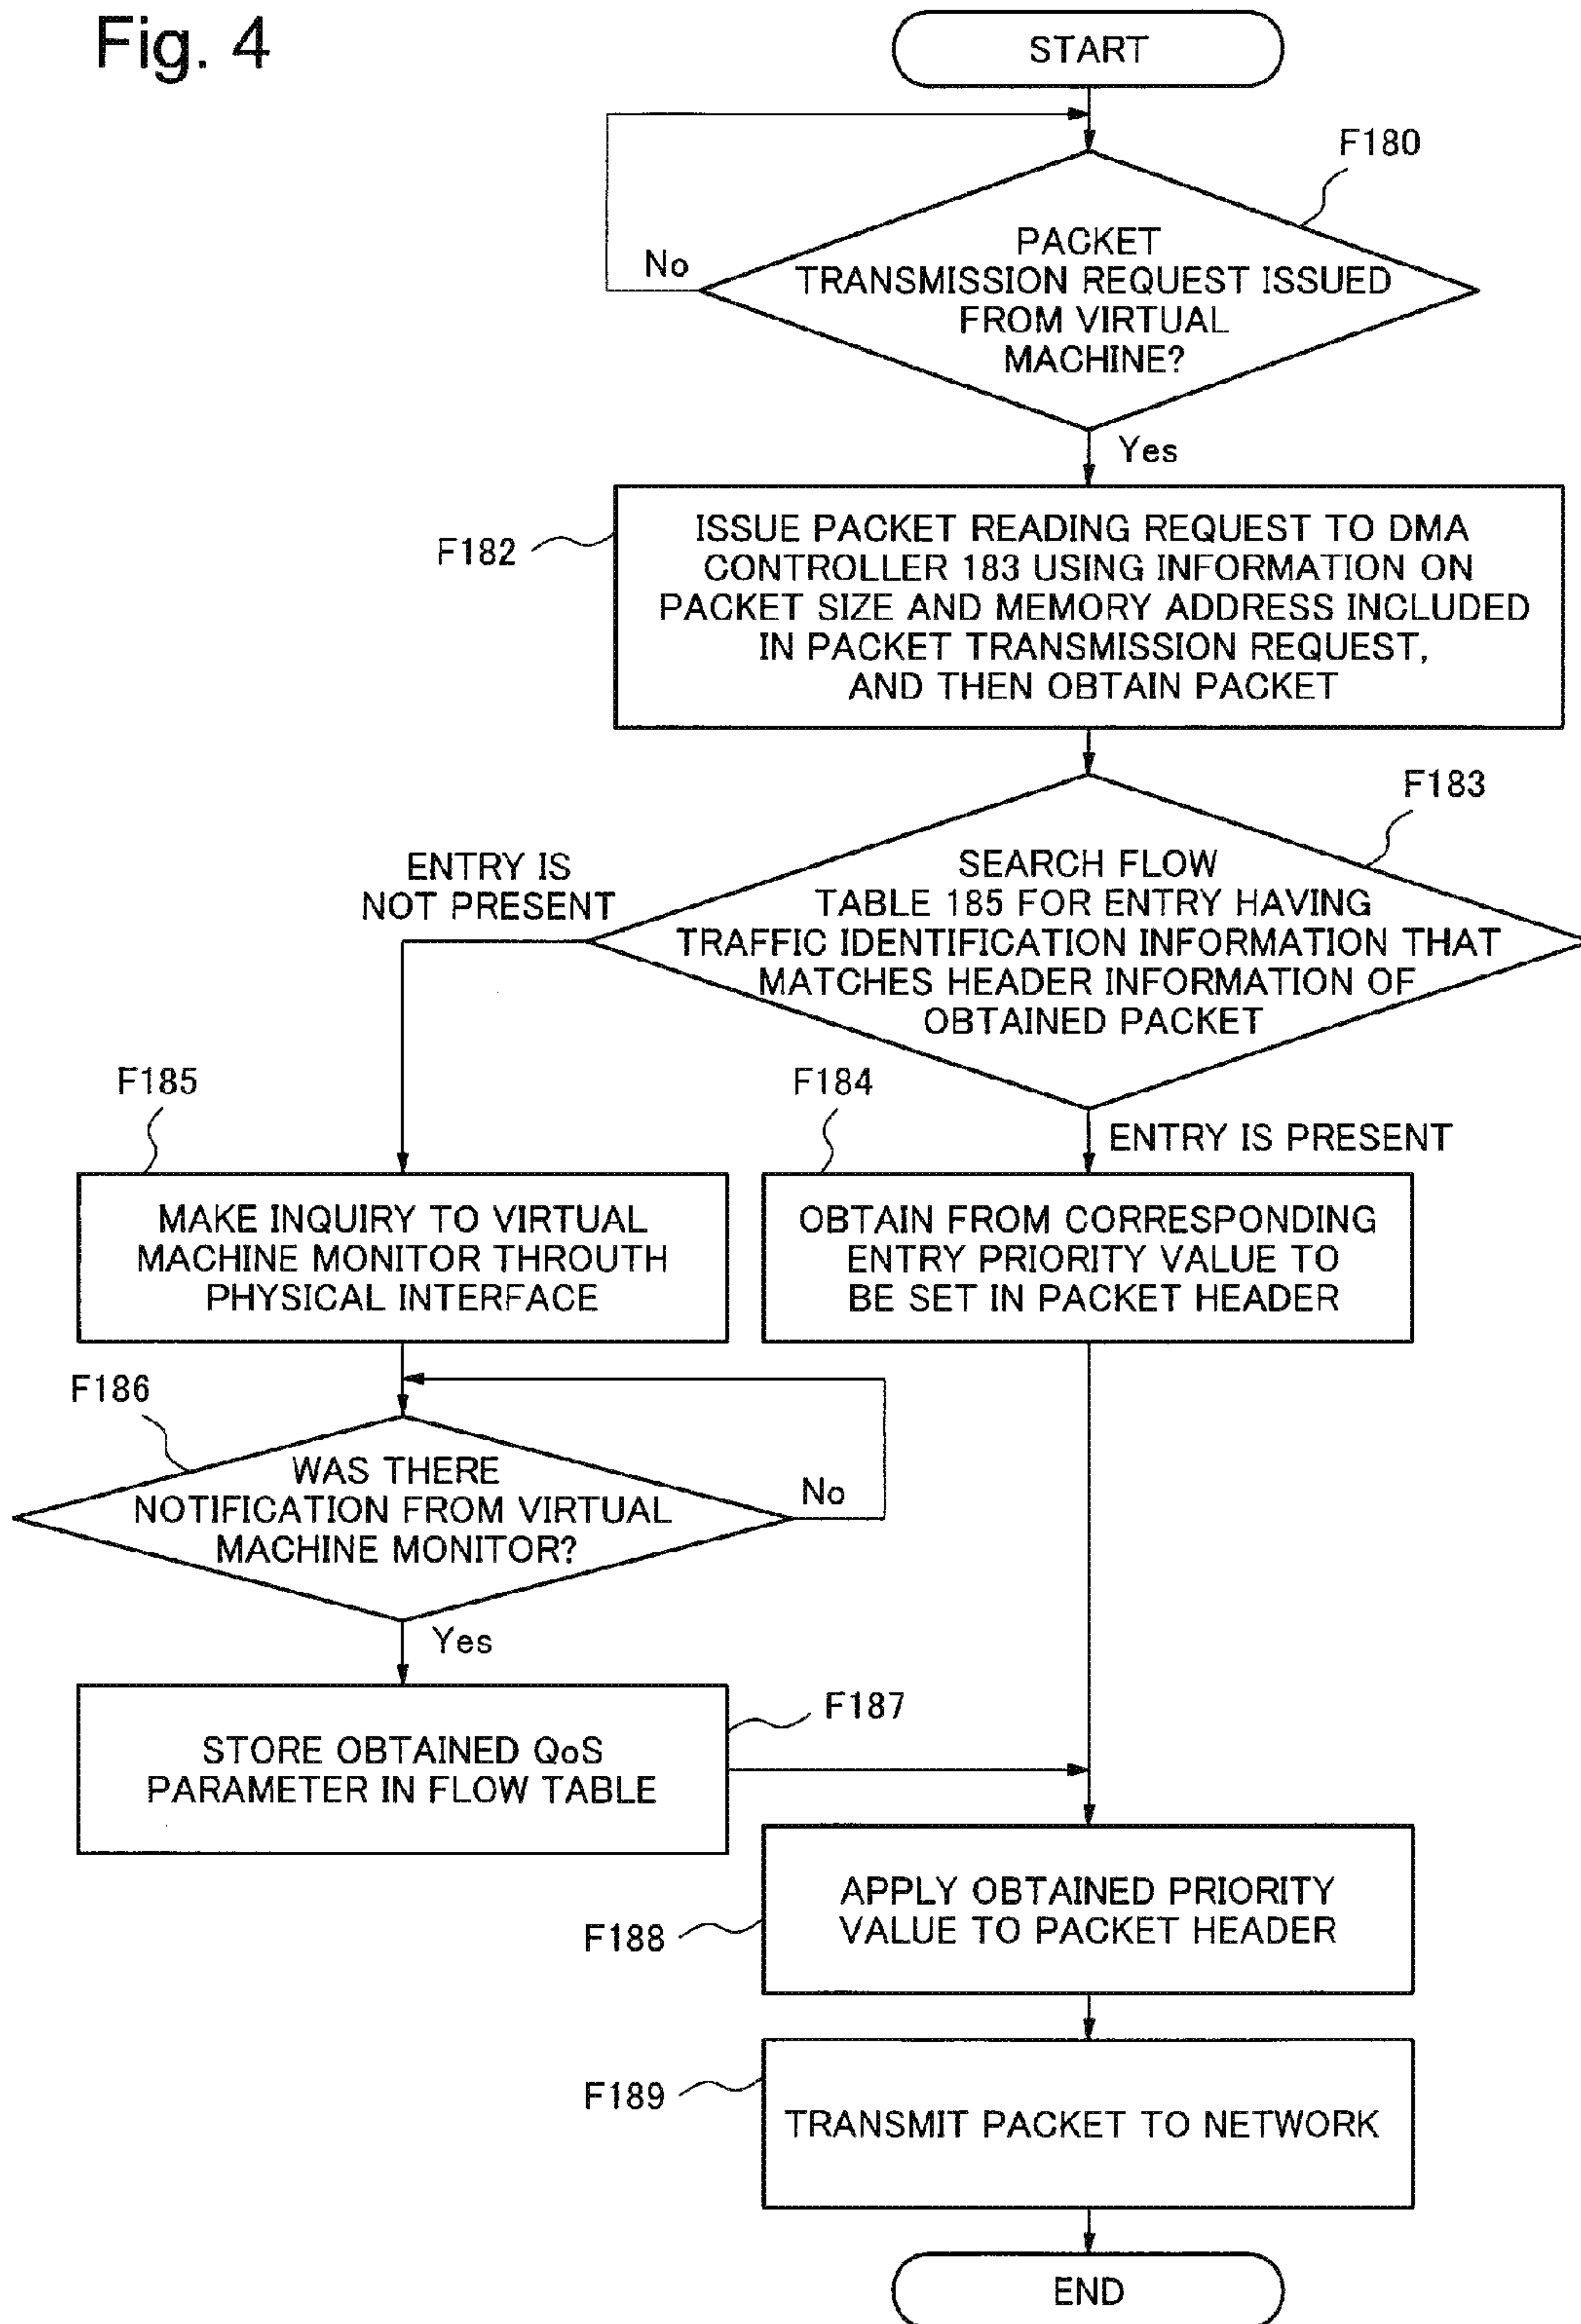 Fig. 4
START
F180
PACKET
TRANSMISSION REQUEST ISSUED
FROM VIRTUAL
MACHINE?
No
Yes
F182
ISSUE PACKET READING REQUEST TO DMA
CONTROLLER 183 USING INFORMATION ON
PACKET SIZE AND MEMORY ADDRESS INCLUDED
IN PACKET TRANSMISSION REQUEST,
AND THEN OBTAIN PACKET
F183
SEARCH FLOW
TABLE 185 FOR ENTRY HAVING
TRAFFIC IDENTIFICATION INFORMATION THAT
MATCHES HEADER INFORMATION OF
OBTAINED PACKET
ENTRY IS
NOT PRESENT
ENTRY IS PRESENT
F185
MAKE INQUIRY TO VIRTUAL
MACHINE MONITOR THROUTH
PHYSICAL INTERFACE
F184
OBTAIN FROM CORRESPONDING
ENTRY PRIORITY VALUE TO
BE SET IN PACKET HEADER
F186
WAS THERE
NOTIFICATION FROM VIRTUAL
MACHINE MONITOR?
No
Yes
F187
STORE OBTAINED QoS
PARAMETER IN FLOW TABLE
F188
APPLY OBTAINED PRIORITY
VALUE TO PACKET HEADER
F189
TRANSMIT PACKET TO NETWORK
END